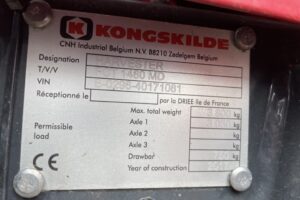 K KONGSKILDE
CNH Industrial Belgium N.V. B8210 Zedelgem Belgium
Designation
T/V/V 1460 MD
VIN
Réceptionné le par la DRIEE Ile de France
Max. total weight kg
Permissible load
Axle 1 kg
Axle 2 kg
Axle 3 kg
Drawbar kg
Year of construction
CE